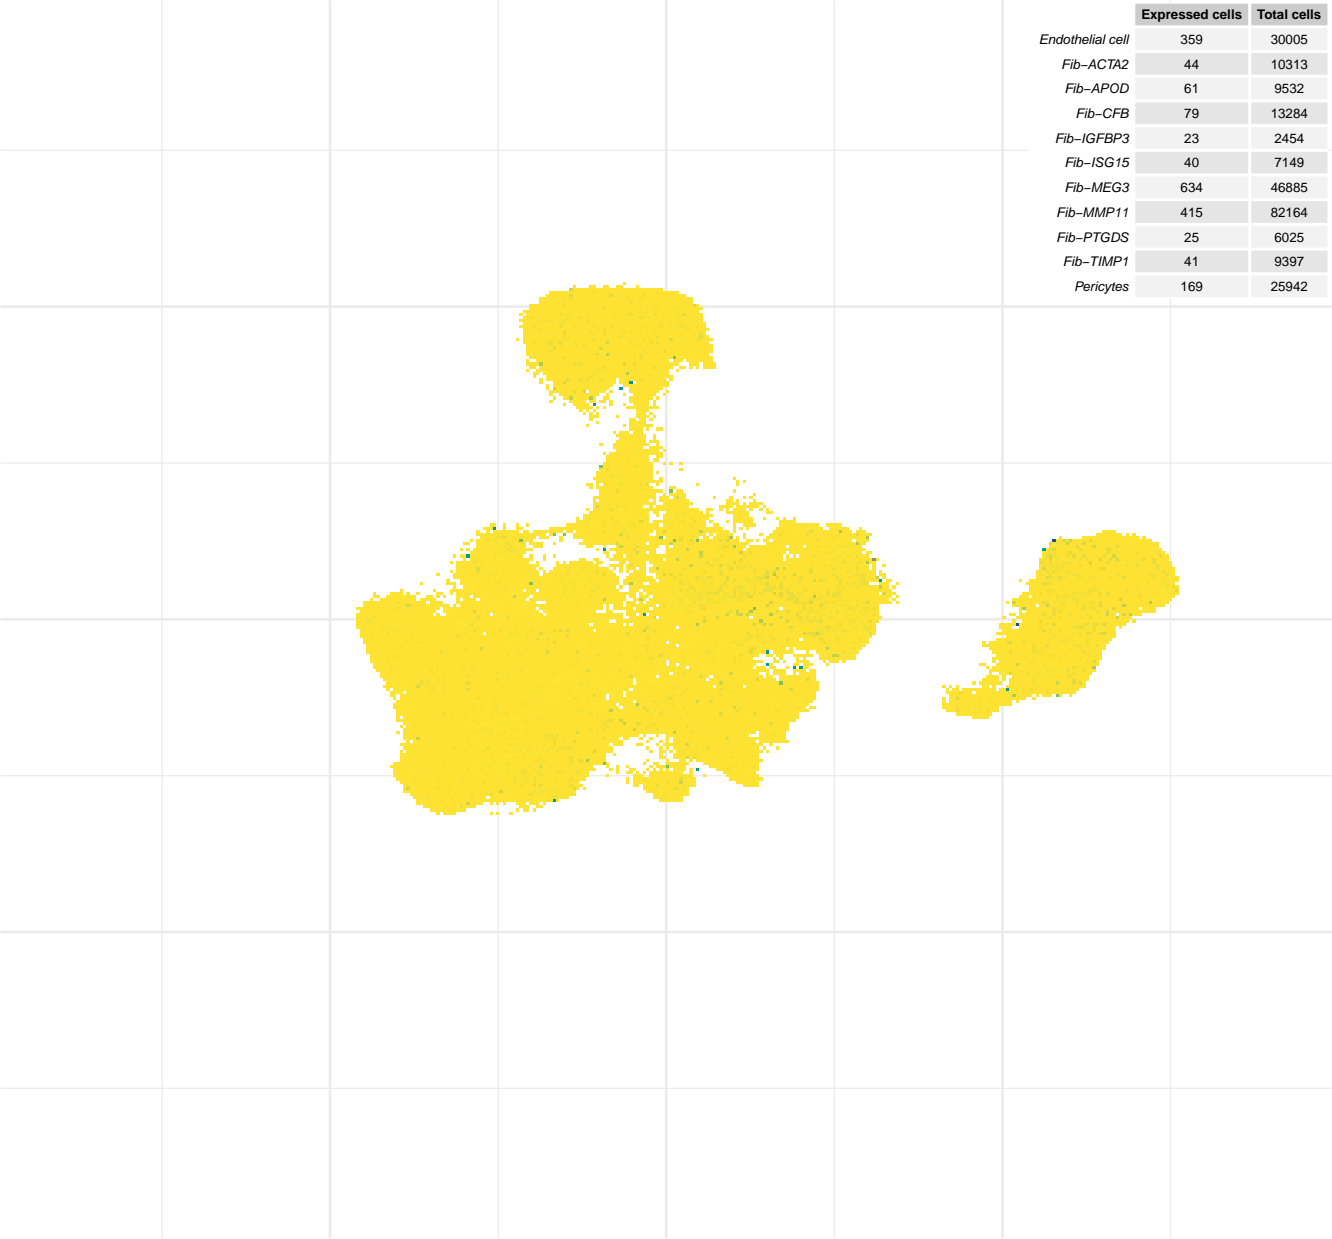 Expressed cells Total cells
Endothelial cell 359 30005
Fib−ACTA2 44 10313
Fib−APOD 61 9532
Fib−CFB 79 13284
Fib−IGFBP3 23 2454
Fib−ISG15 40 7149
Fib−MEG3 634 46885
Fib−MMP11 415 82164
Fib−PTGDS 25 6025
Fib−TIMP1 41 9397
Pericytes 169 25942